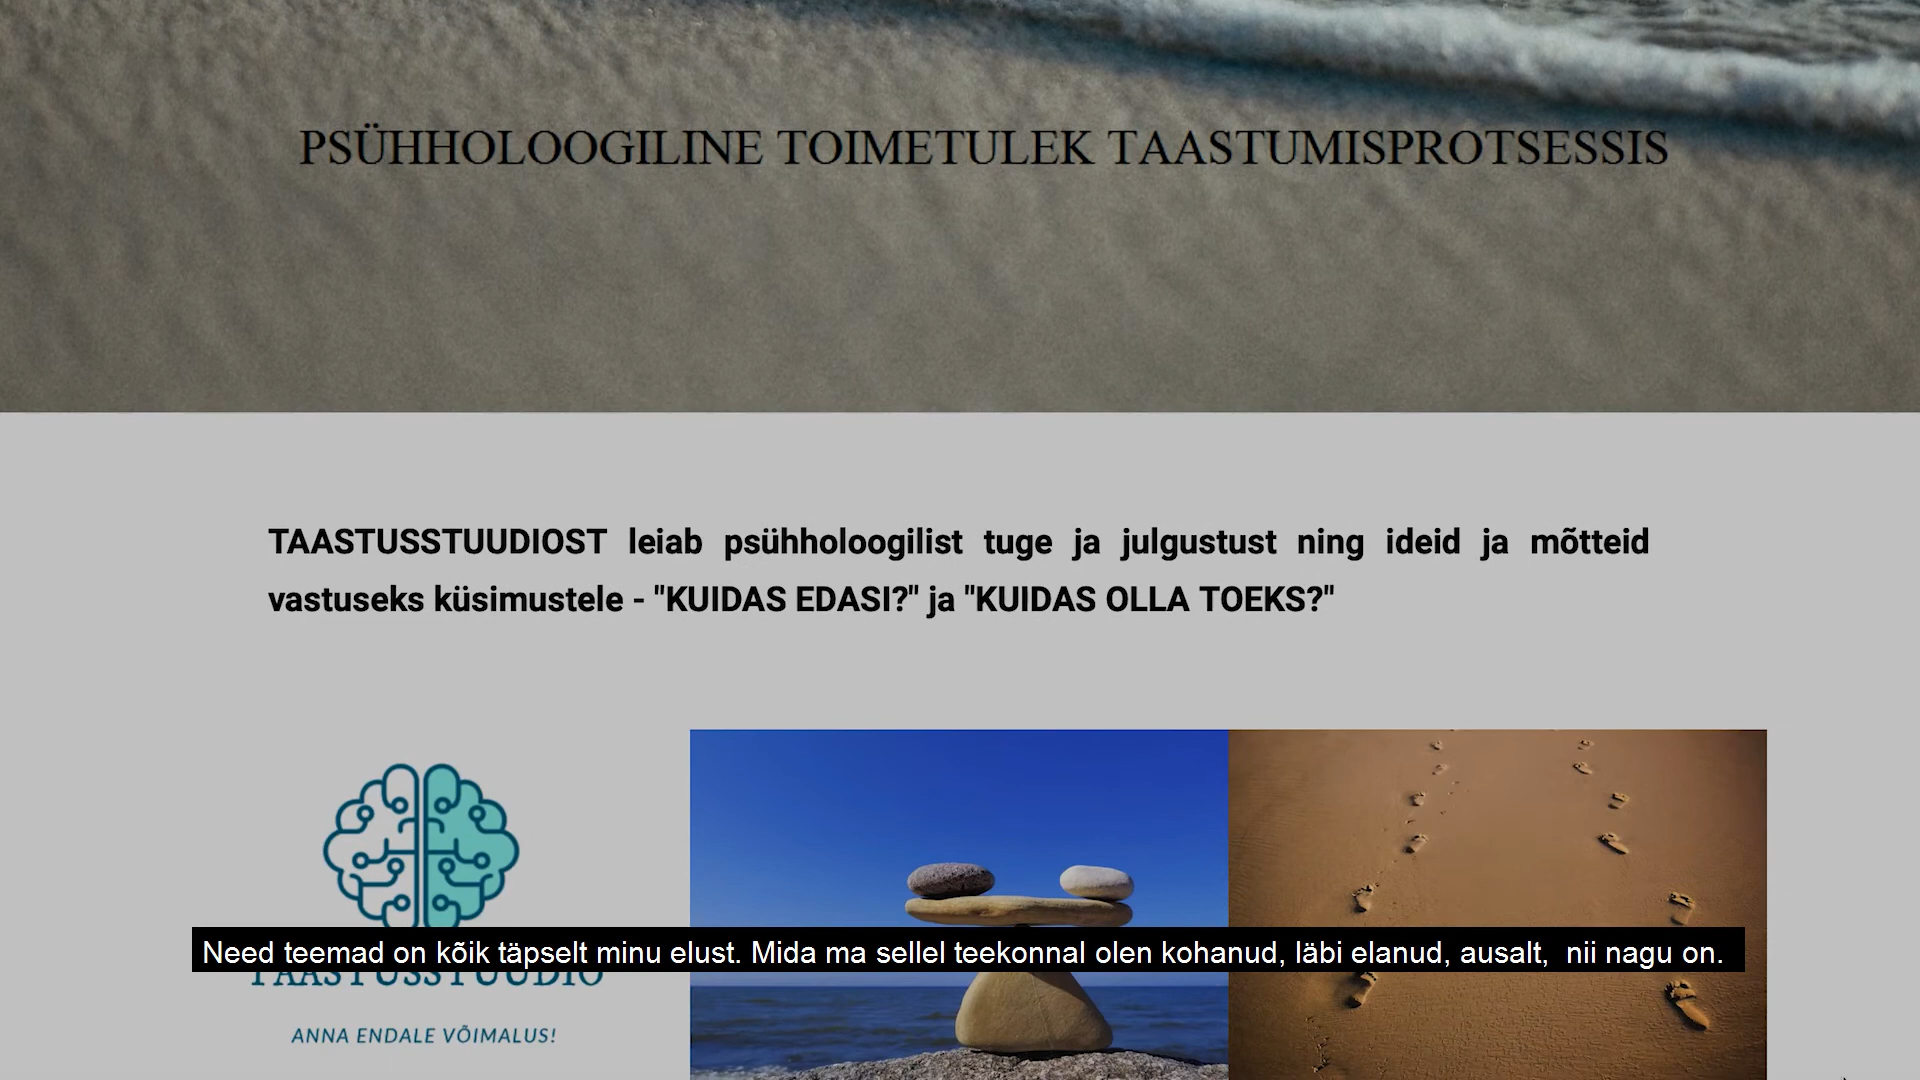 PSÜHHOLOOGILINE TOIMETULEK TAASTUMISPROTSESSIS
TAASTUSSTUUDIOST leiab psühholoogilist tuge ja julgustust ning ideid ja mõtteid
vastuseks küsimustele - "KUIDAS EDASI?" ja "KUIDAS OLLA TOEKS?"
Need teemad on kõik täpselt minu elust. Mida ma sellel teekonnal olen kohanud, läbi elanud, ausalt, nii nagu on.
TAASTUSSTUUDIO
ANNA ENDALE VÕIMALUS!